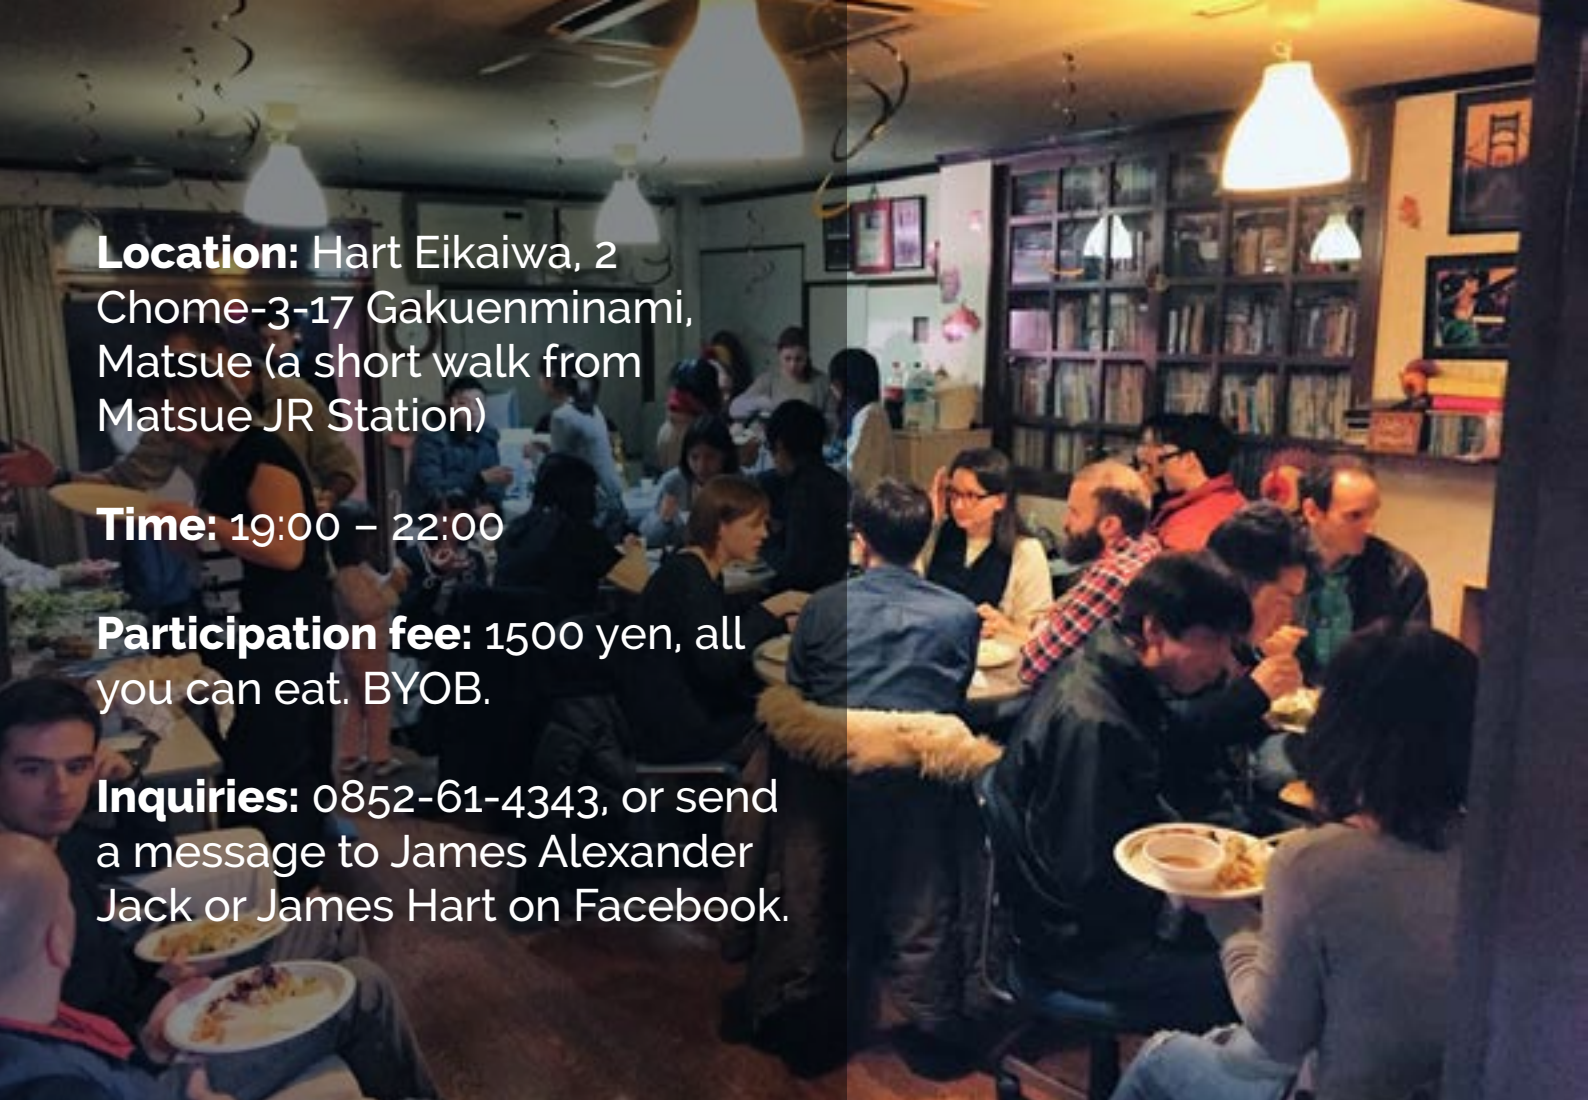 Location: Hart Eikaiwa, 2
Chome-3-17 Gakuenminami,
Matsue (a short walk from
Matsue JR Station)
Time: 19:00 – 22:00
Participation fee: 1500 yen, all
you can eat. BYOB.
Inquiries: 0852-61-4343, or send
a message to James Alexander
Jack or James Hart on Facebook.